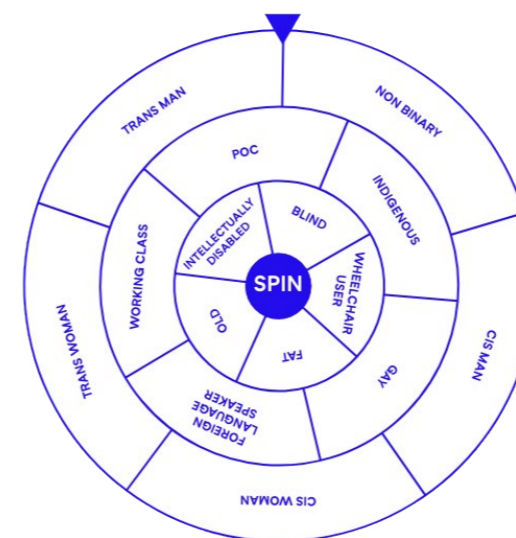 TRANS MAN
NON BINARY
CIS MAN
CIS WOMAN
TRANS WOMAN
POC
INDIGENOUS
GAY
FOREIGN
LANGUAGE
SPEAKER
WORKING CLASS
INTELLECTUALLY
DISABLED
BLIND
WHEELCHAIR
USER
FAT
OLD
SPIN